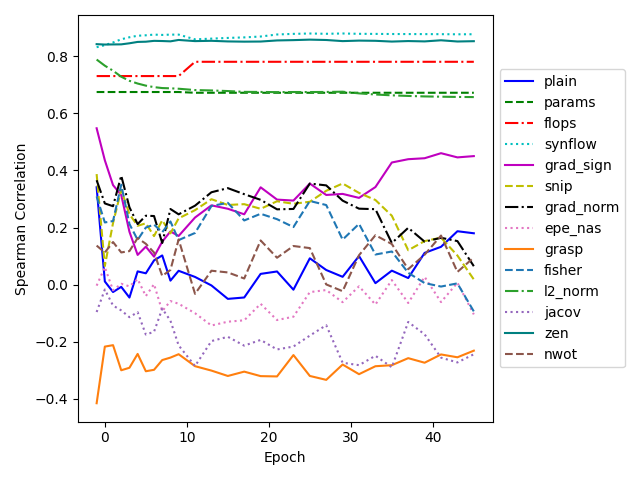 0.8
0.6
0.4
0.2
0.0
−0.2
−0.4
Spearman Correlation
0
10
20
30
40
Epoch
plain
params
flops
synflow
grad_sign
snip
grad_norm
epe_nas
grasp
fisher
l2_norm
jacov
zen
nwot